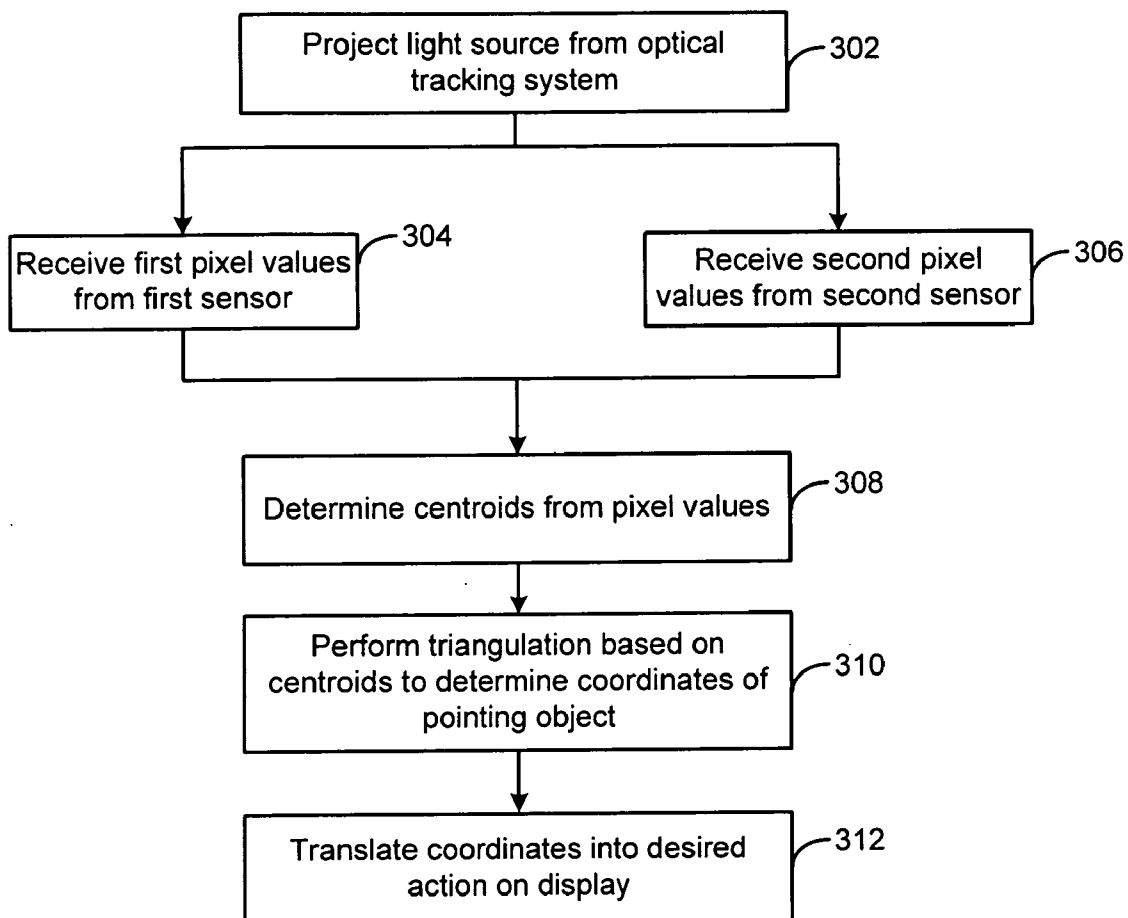 Project light source from optical
tracking system
302
Receive first pixel values
from first sensor
304
Receive second pixel
values from second sensor
306
Determine centroids from pixel values
308
Perform triangulation based on
centroids to determine coordinates of
pointing object
310
Translate coordinates into desired
action on display
312